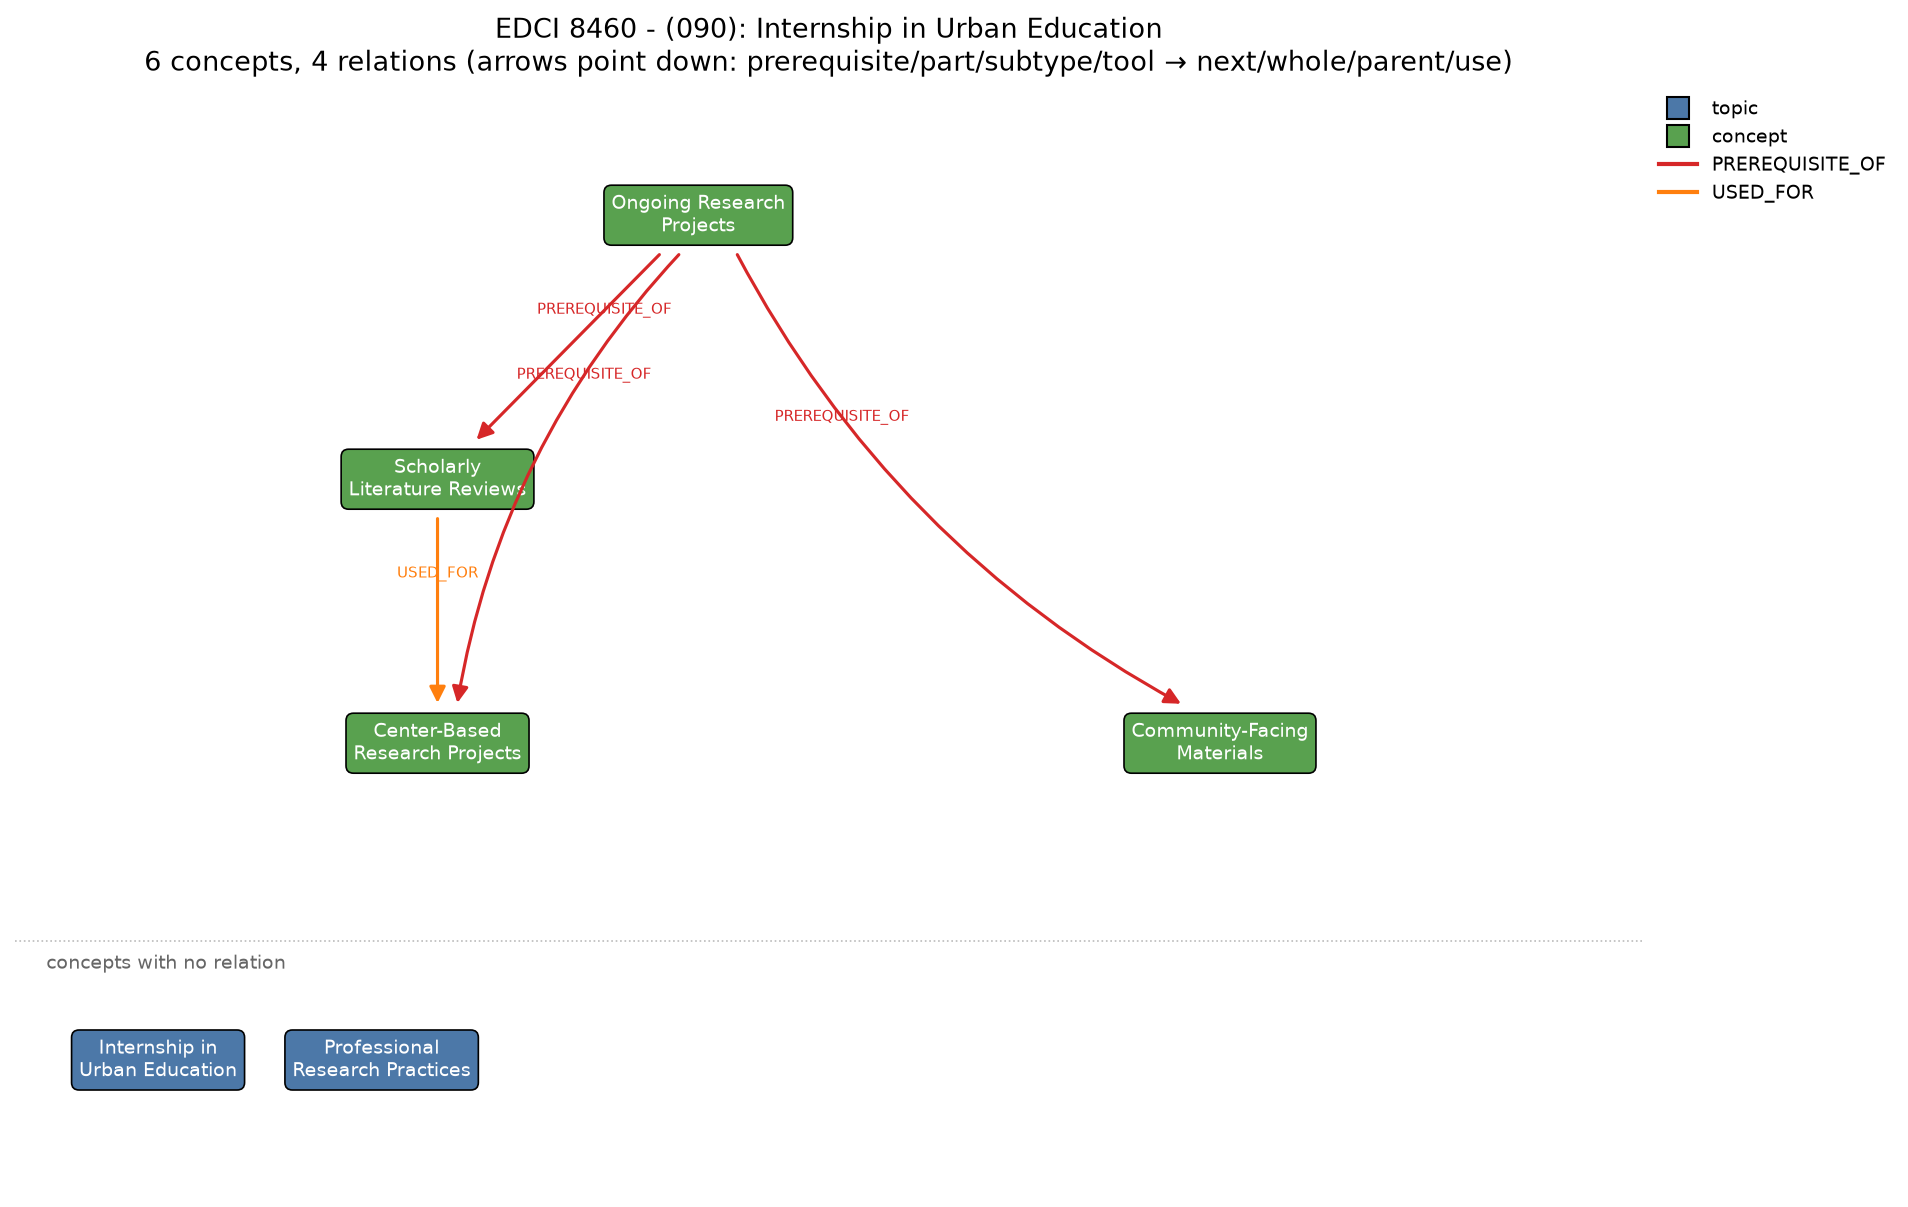 EDCI 8460 - (090): Internship in Urban Education
6 concepts, 4 relations (arrows point down: prerequisite/part/subtype/tool → next/whole/parent/use)
topic
concept
PREREQUISITE_OF
USED_FOR
Ongoing Research
Projects
PREREQUISITE_OF
PREREQUISITE_OF
PREREQUISITE_OF
Scholarly
Literature Reviews
USED_FOR
Center-Based
Research Projects
Community-Facing
Materials
concepts with no relation
Internship in
Urban Education
Professional
Research Practices